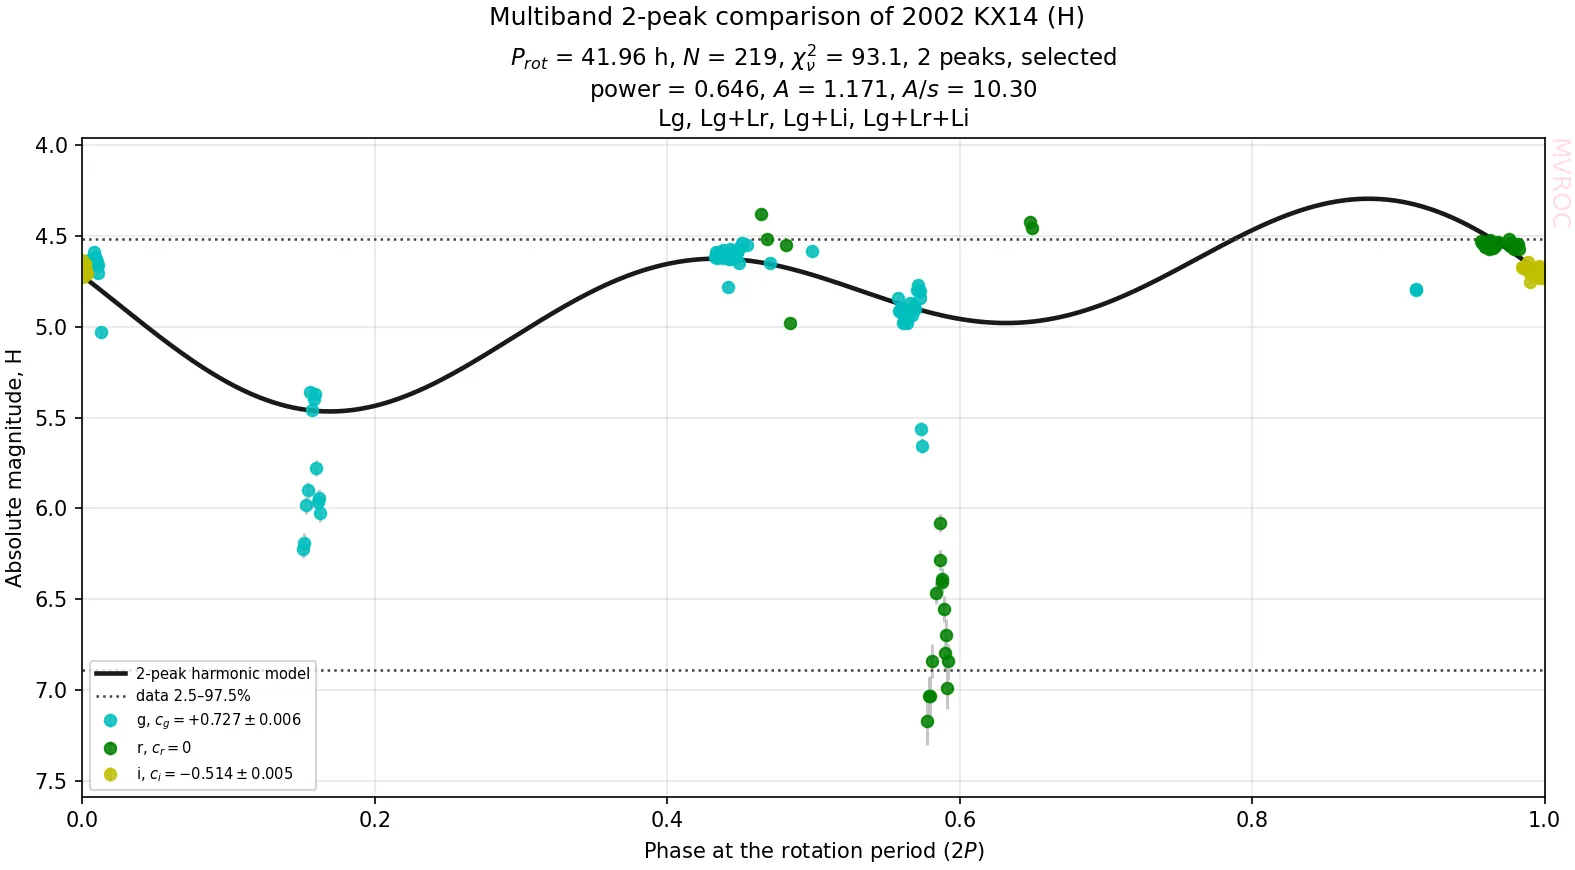 Multiband 2-peak comparison of 2002 KX14 (H)
P_rot = 41.96 h, N = 219, χ²_ν = 93.1, 2 peaks, selected
power = 0.646, A = 1.171, A/s = 10.30
Lg, Lg+Lr, Lg+Li, Lg+Lr+Li
MVROC
Absolute magnitude, H
4.0
4.5
5.0
5.5
6.0
6.5
7.0
7.5
2-peak harmonic model
data 2.5–97.5%
g, c_g = +0.727 ± 0.006
r, c_r = 0
i, c_i = −0.514 ± 0.005
0.0 0.2 0.4 0.6 0.8 1.0
Phase at the rotation period (2P)